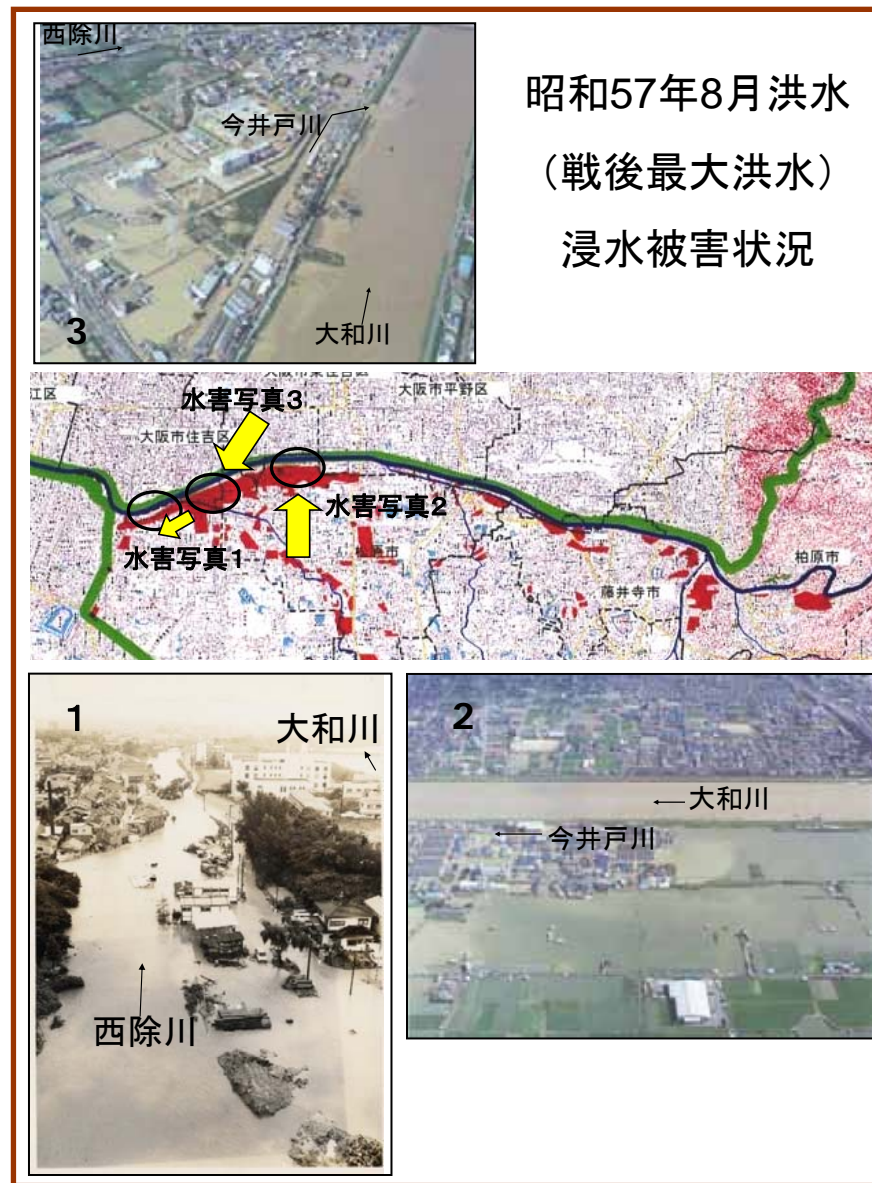 西除川
今井戸川
大和川
3
昭和57年8月洪水
（戦後最大洪水）
浸水被害状況
江区
大阪市平野区
水害写真3
大阪市住吉区
水害写真2
水害写真1
藤井寺市
柏原市
1
大和川
西除川
2
大和川
今井戸川